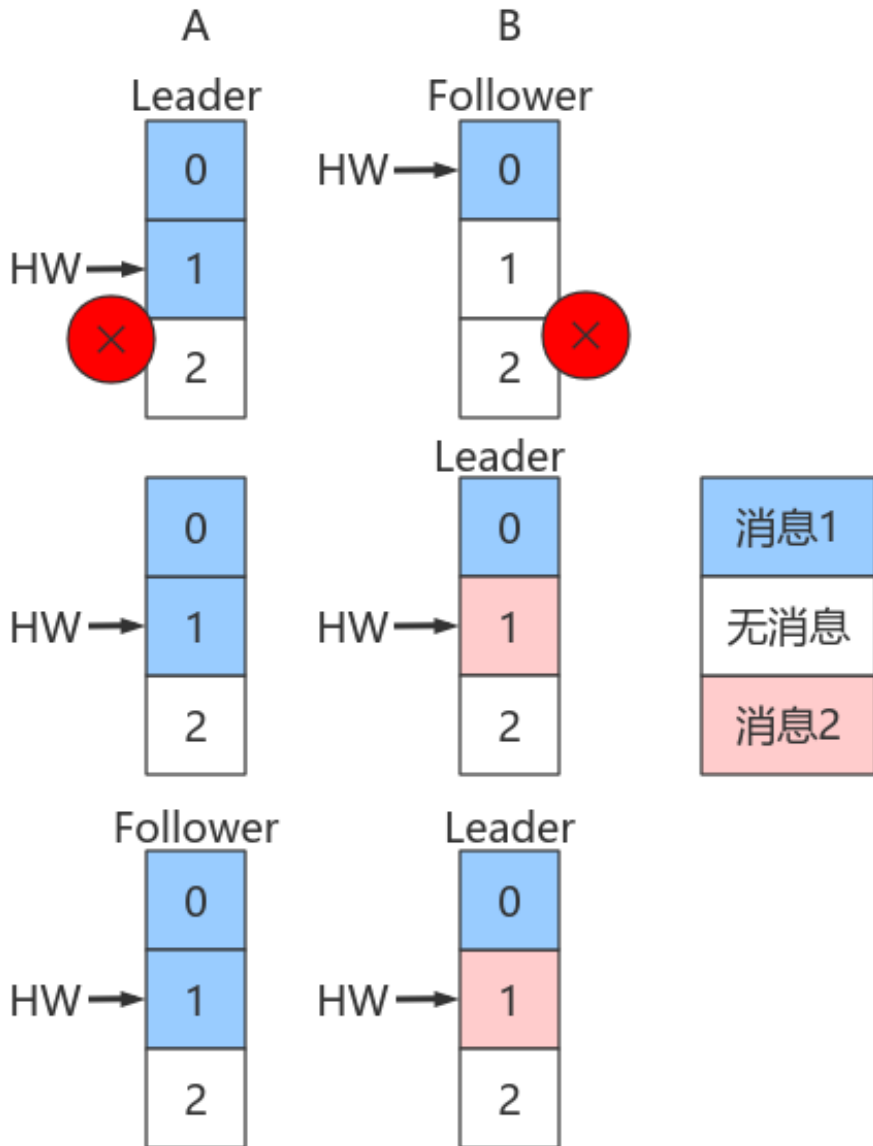 A B
Leader Follower
0 0
HW
HW 1 1
2 2
Leader
0 0 消息1
HW 1 HW 1 无消息
2 2 消息2
Follower Leader
0 0
HW 1 HW 1
2 2